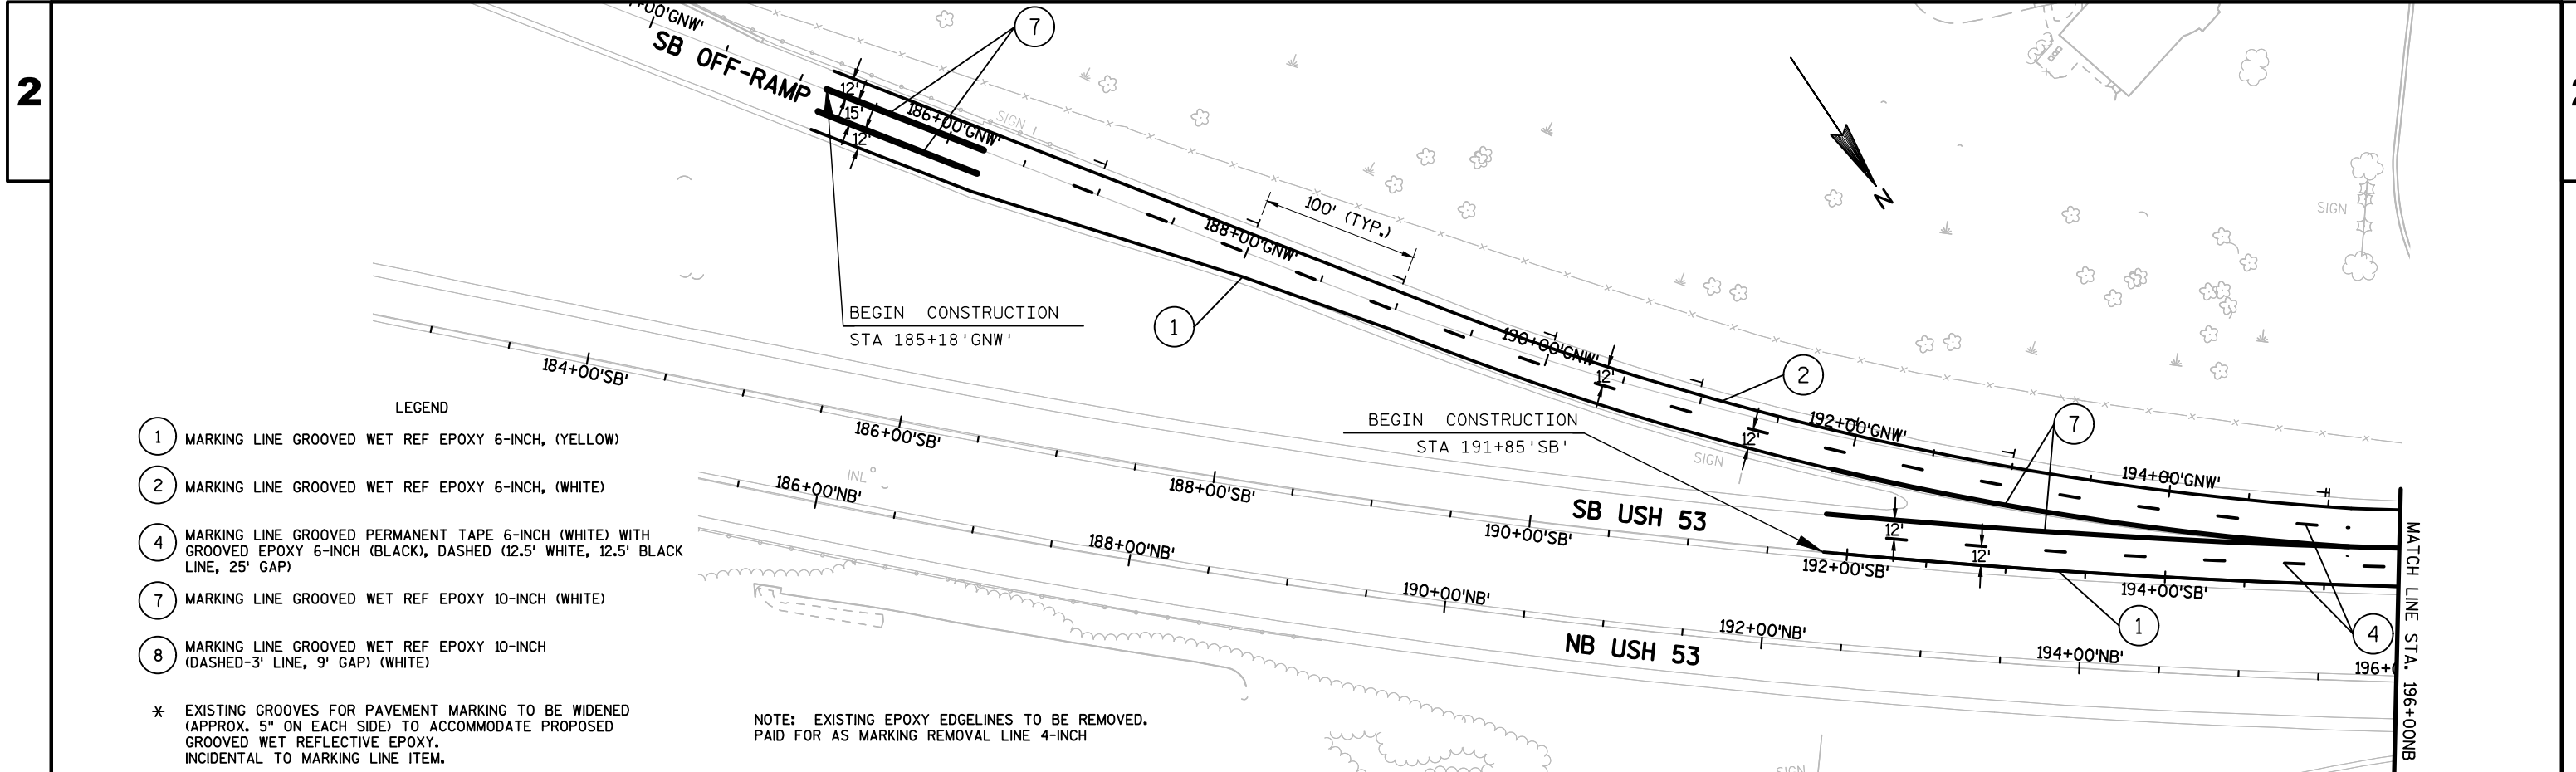 2
SB OFF-RAMP
7
12'
15'
12'
186+00'GNW'
SIGN
188+00'GNW'
100' (TYP.)
N
SIGN
BEGIN CONSTRUCTION
STA 185+18'GNW'
1
190+00'GNW'
12'
2
12'
192+00'GNW'
7
194+00'GNW'
184+00'SB'
186+00'SB'
188+00'SB'
190+00'SB'
SB USH 53
BEGIN CONSTRUCTION
STA 191+85'SB'
SIGN
12'
12'
192+00'SB'
194+00'SB'
1
4
INL
186+00'NB'
188+00'NB'
190+00'NB'
NB USH 53
192+00'NB'
194+00'NB'
MATCH LINE STA. 196+00NB
LEGEND
1 MARKING LINE GROOVED WET REF EPOXY 6-INCH, (YELLOW)
2 MARKING LINE GROOVED WET REF EPOXY 6-INCH, (WHITE)
4 MARKING LINE GROOVED PERMANENT TAPE 6-INCH (WHITE) WITH
GROOVED EPOXY 6-INCH (BLACK), DASHED (12.5' WHITE, 12.5' BLACK
LINE, 25' GAP)
7 MARKING LINE GROOVED WET REF EPOXY 10-INCH (WHITE)
8 MARKING LINE GROOVED WET REF EPOXY 10-INCH
(DASHED-3' LINE, 9' GAP) (WHITE)
* EXISTING GROOVES FOR PAVEMENT MARKING TO BE WIDENED
(APPROX. 5" ON EACH SIDE) TO ACCOMMODATE PROPOSED
GROOVED WET REFLECTIVE EPOXY.
INCIDENTAL TO MARKING LINE ITEM.
NOTE: EXISTING EPOXY EDGELINES TO BE REMOVED.
PAID FOR AS MARKING REMOVAL LINE 4-INCH